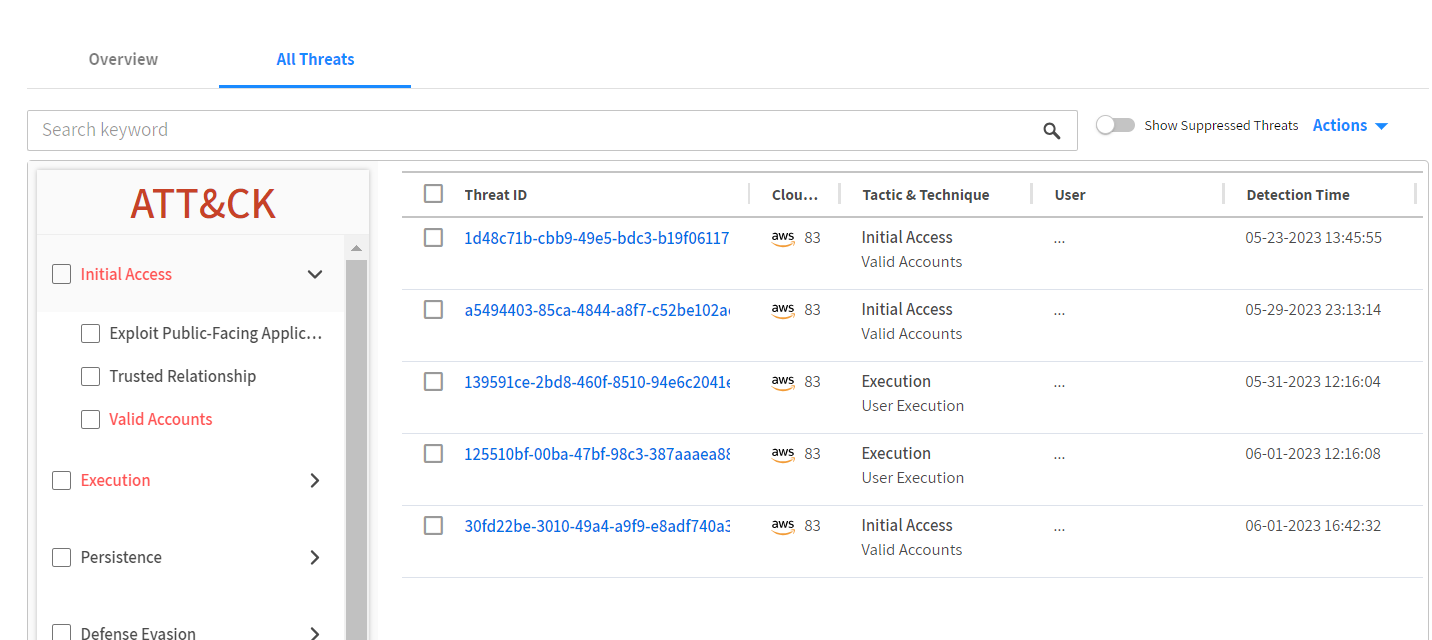 Overview
All Threats
Search keyword
Show Suppressed Threats
Actions
ATT&CK
Initial Access
Exploit Public-Facing Applic...
Trusted Relationship
Valid Accounts
Execution
Persistence
Defense Evasion
Threat ID Clou... Tactic & Technique User Detection Time
1d48c71b-cbb9-49e5-bdc3-b19f06117 aws 83 Initial Access ... 05-23-2023 13:45:55
Valid Accounts
a5494403-85ca-4844-a8f7-c52be102a aws 83 Initial Access ... 05-29-2023 23:13:14
Valid Accounts
139591ce-2bd8-460f-8510-94e6c2041e aws 83 Execution ... 05-31-2023 12:16:04
User Execution
125510bf-00ba-47bf-98c3-387aaaea88 aws 83 Execution ... 06-01-2023 12:16:08
User Execution
30fd22be-3010-49a4-a9f9-e8adf740a3 aws 83 Initial Access ... 06-01-2023 16:42:32
Valid Accounts